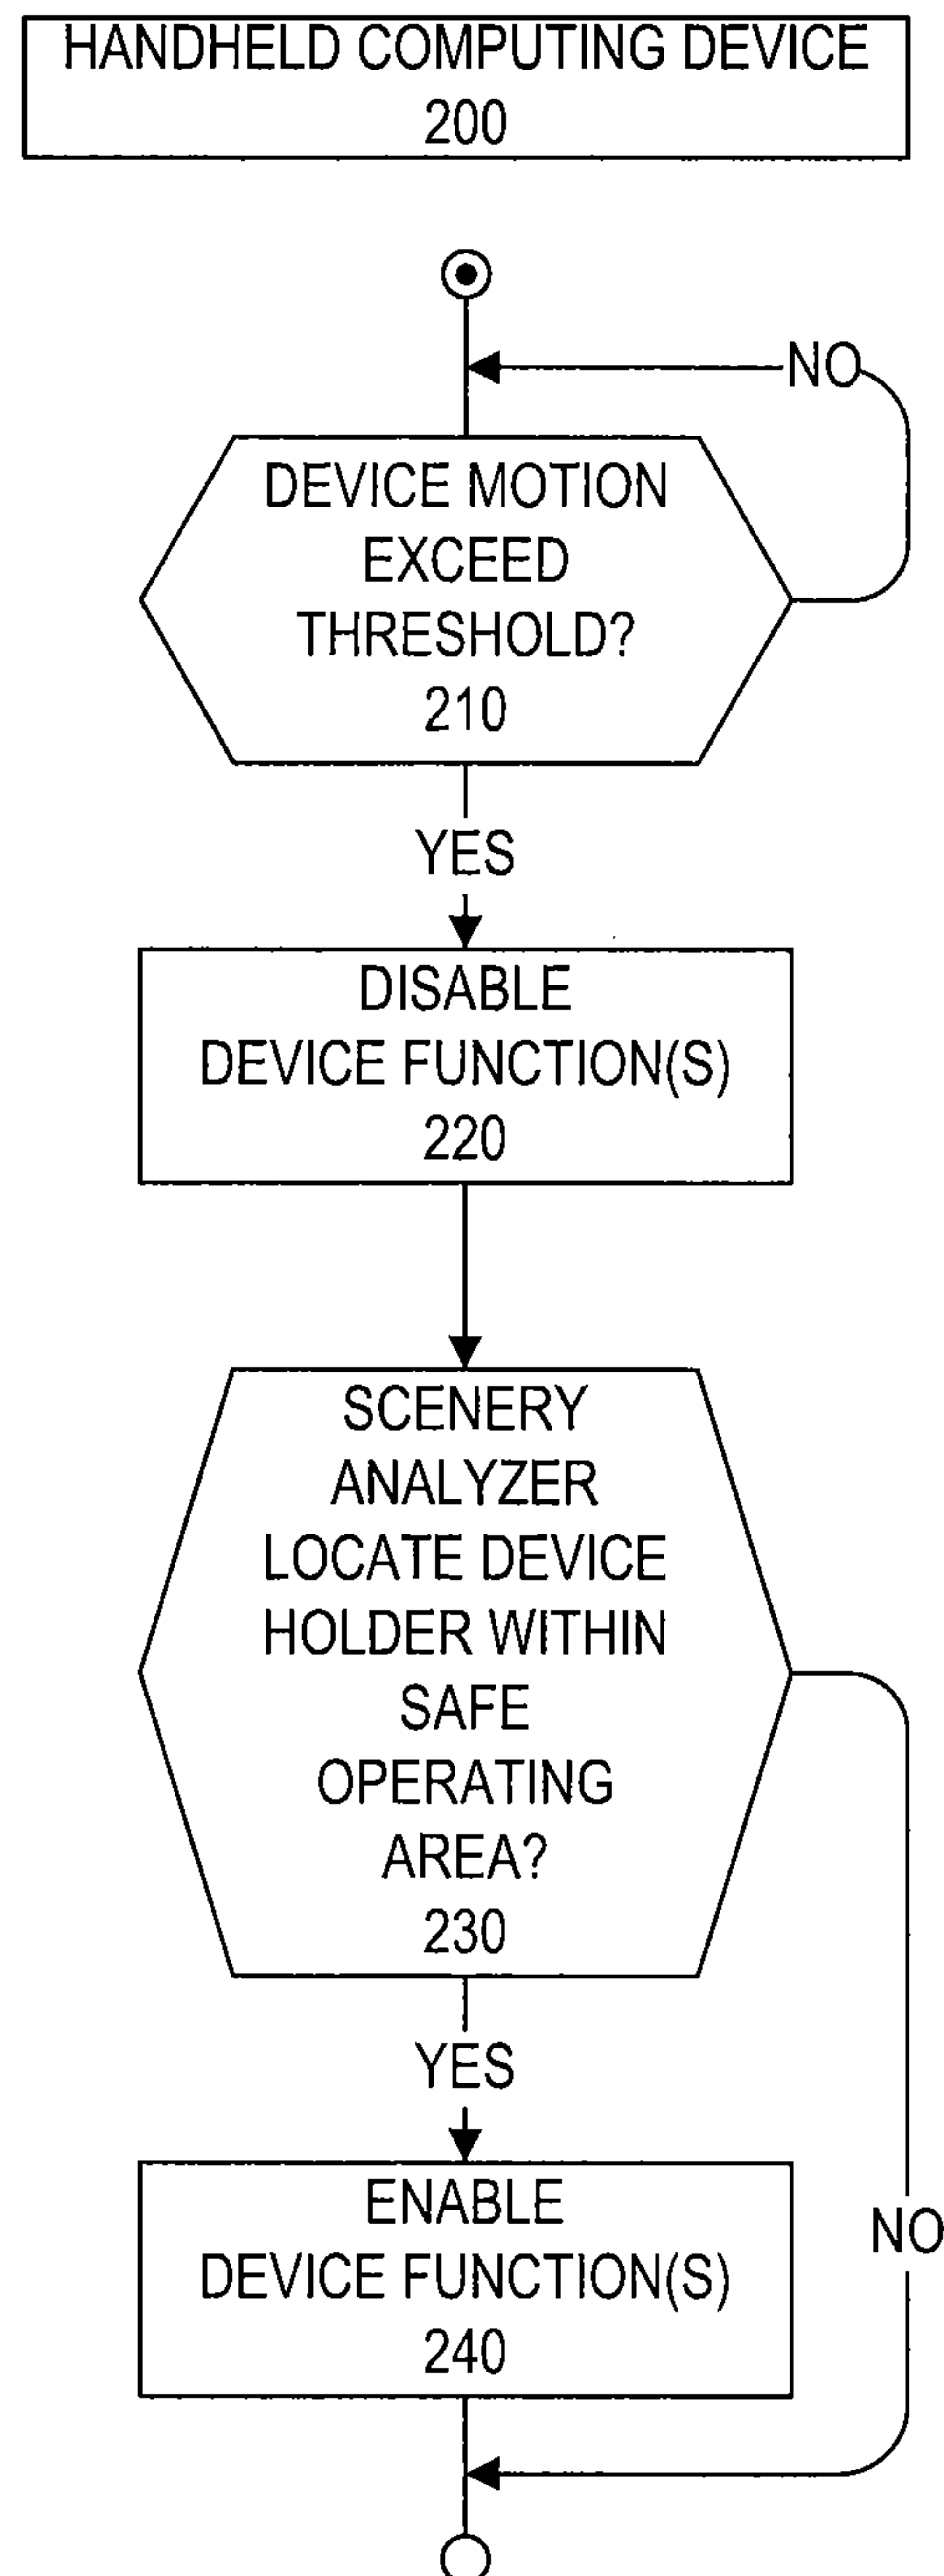 HANDHELD COMPUTING DEVICE
200
NO
DEVICE MOTION
EXCEED
THRESHOLD?
210
YES
DISABLE
DEVICE FUNCTION(S)
220
SCENERY
ANALYZER
LOCATE DEVICE
HOLDER WITHIN
SAFE
OPERATING
AREA?
230
YES
ENABLE
DEVICE FUNCTION(S)
240
NO